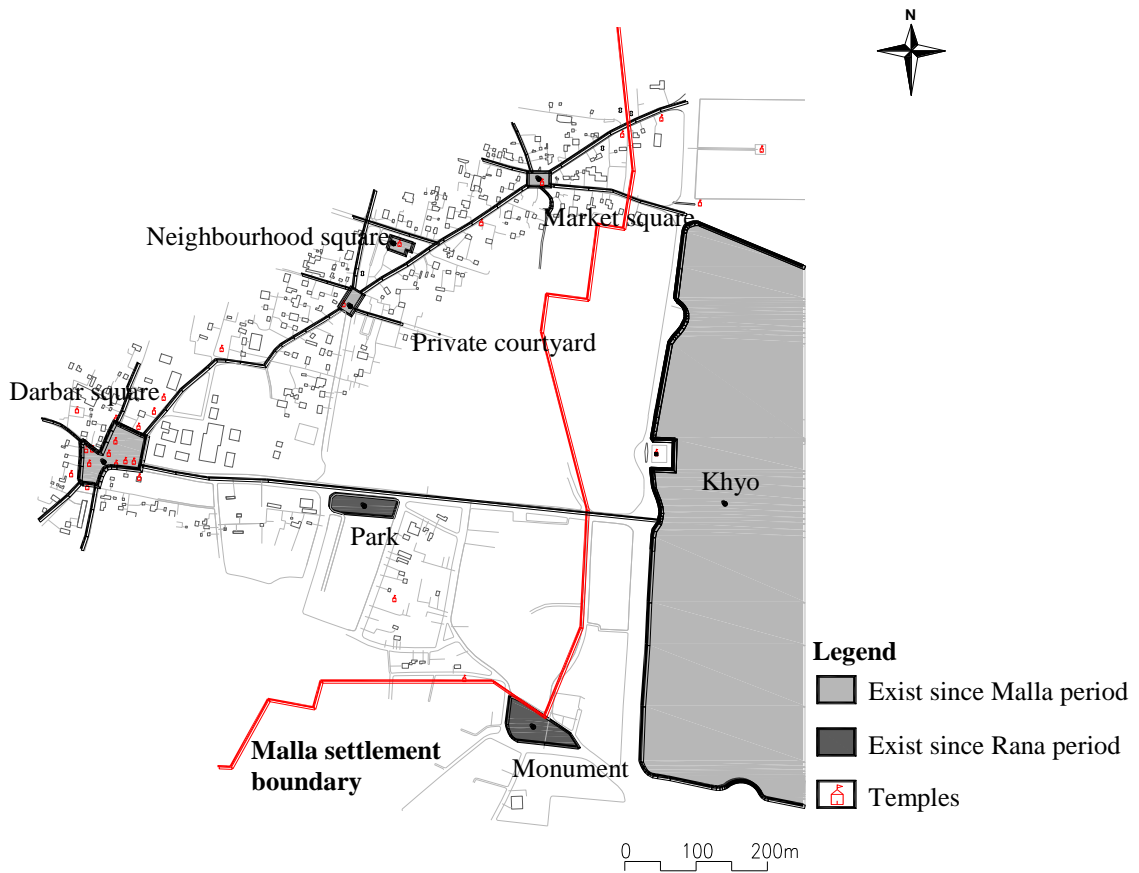 N
Market square
Neighbourhood square
Private courtyard
Darbar square
Khyo
Park
Legend
Exist since Malla period
Exist since Rana period
Temples
Malla settlement
boundary
Monument
0 100 200m